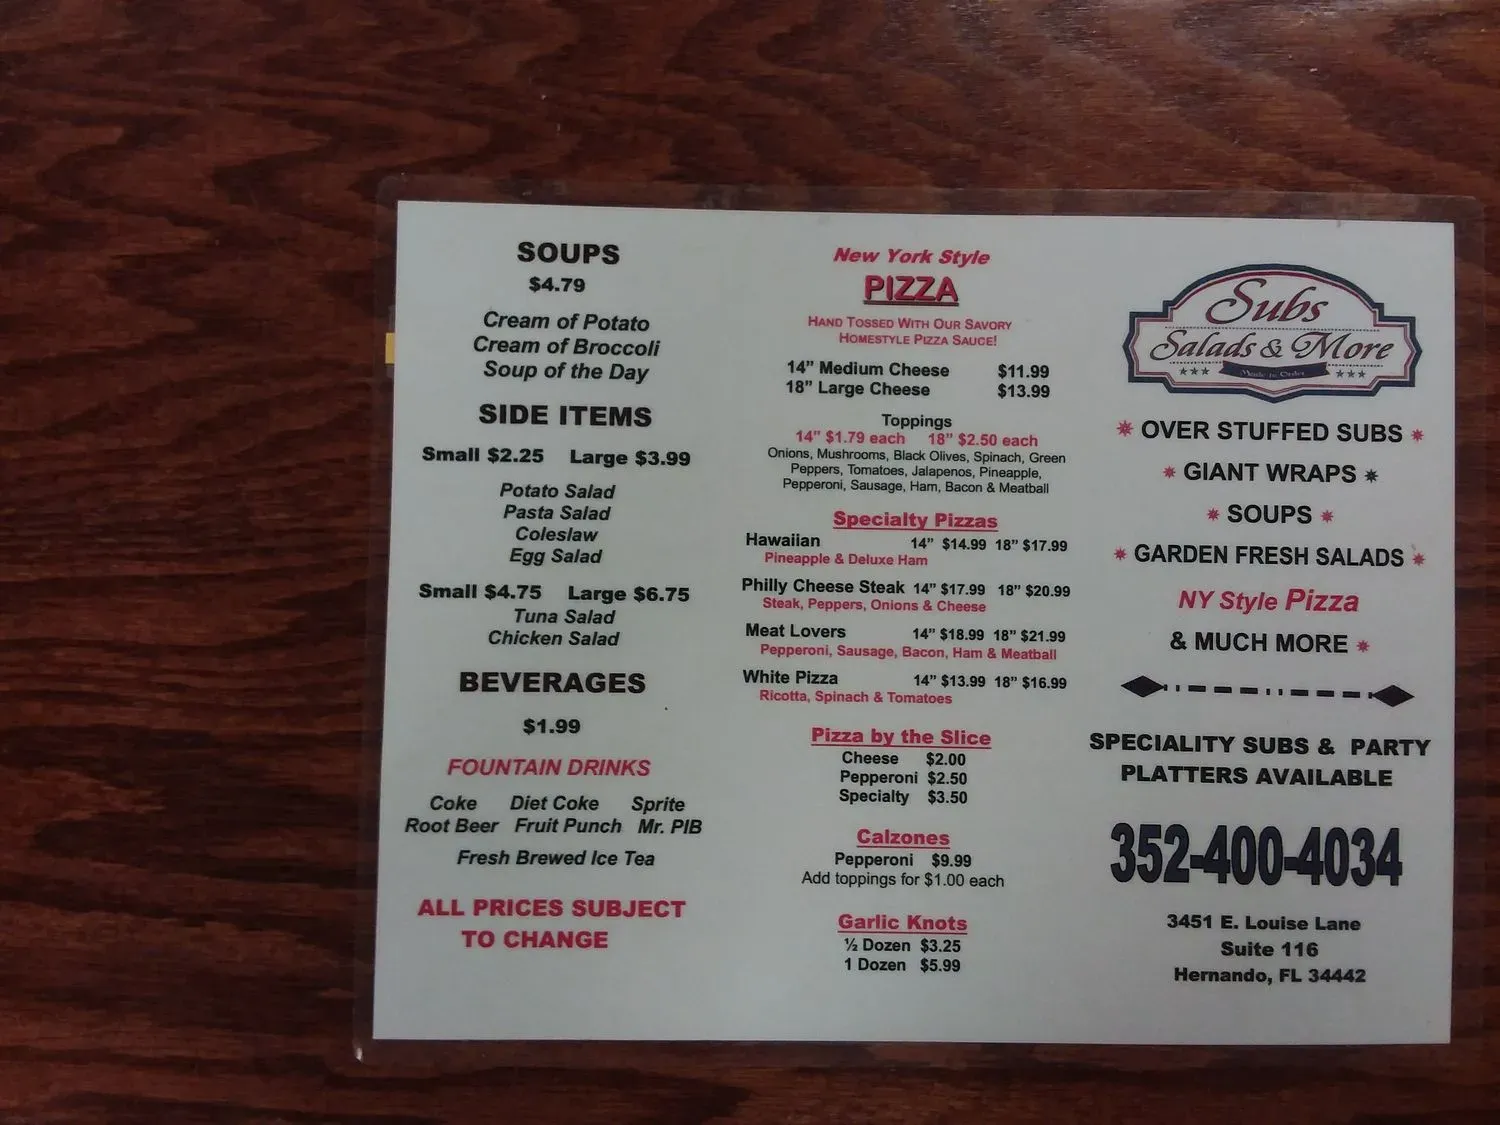 SOUPS
$4.79
Cream of Potato
Cream of Broccoli
Soup of the Day
SIDE ITEMS
Small $2.25 Large $3.99
Potato Salad
Pasta Salad
Coleslaw
Egg Salad
Small $4.75 Large $6.75
Tuna Salad
Chicken Salad
BEVERAGES
$1.99
FOUNTAIN DRINKS
Coke Diet Coke Sprite
Root Beer Fruit Punch Mr. PIB
Fresh Brewed Ice Tea
ALL PRICES SUBJECT
TO CHANGE
New York Style
PIZZA
HAND TOSSED WITH OUR SAVORY
HOMESTYLE PIZZA SAUCE!
14” Medium Cheese $11.99
18” Large Cheese $13.99
Toppings
14” $1.79 each 18” $2.50 each
Onions, Mushrooms, Black Olives, Spinach, Green
Peppers, Tomatoes, Jalapenos, Pineapple,
Pepperoni, Sausage, Ham, Bacon & Meatball
Specialty Pizzas
Hawaiian 14” $14.99 18” $17.99
Pineapple & Deluxe Ham
Philly Cheese Steak 14” $17.99 18” $20.99
Steak, Peppers, Onions & Cheese
Meat Lovers 14” $18.99 18” $21.99
Pepperoni, Sausage, Bacon, Ham & Meatball
White Pizza 14” $13.99 18” $16.99
Ricotta, Spinach & Tomatoes
Pizza by the Slice
Cheese $2.00
Pepperoni $2.50
Specialty $3.50
Calzones
Pepperoni $9.99
Add toppings for $1.00 each
Garlic Knots
½ Dozen $3.25
1 Dozen $5.99
Subs
Salads & More
Made to Order
OVER STUFFED SUBS
GIANT WRAPS
SOUPS
GARDEN FRESH SALADS
NY Style Pizza
& MUCH MORE
SPECIALITY SUBS & PARTY
PLATTERS AVAILABLE
352-400-4034
3451 E. Louise Lane
Suite 116
Hernando, FL 34442